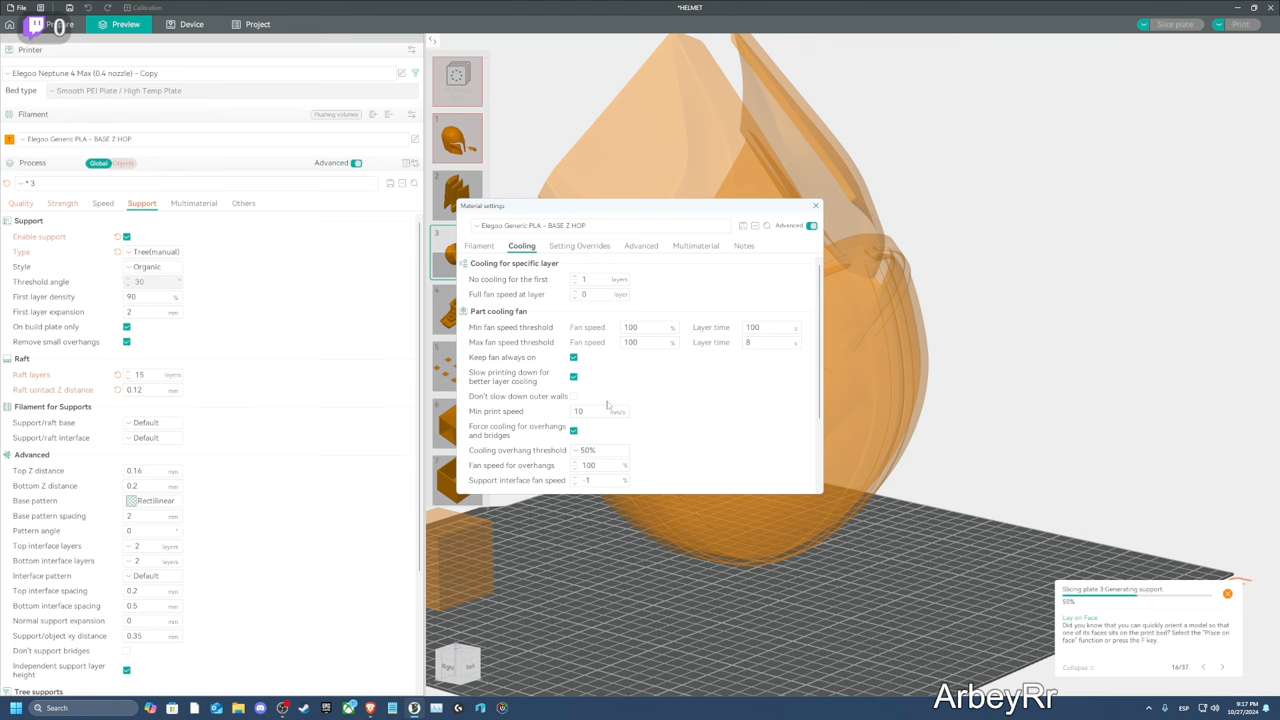 File
Calibration
*HELMET
0
Prepare
Preview
Device
Project
Slice plate
Print
Printer
Elegoo Neptune 4 Max (0.4 nozzle) - Copy
Bed type
Smooth PEI Plate / High Temp Plate
Filament
Flushing volumes
1
Elegoo Generic PLA - BASE Z HOP
Process
Global
Objects
Advanced
* 3
Quality
Strength
Speed
Support
Multimaterial
Others
Support
Enable support
Type
Tree(manual)
Style
Organic
Threshold angle
30
°
First layer density
90
%
First layer expansion
2
mm
On build plate only
Remove small overhangs
Raft
Raft layers
15
layers
Raft contact Z distance
0.12
mm
Filament for Supports
Support/raft base
Default
Support/raft interface
Default
Advanced
Top Z distance
0.16
mm
Bottom Z distance
0.2
mm
Base pattern
Rectilinear
Base pattern spacing
2
mm
Pattern angle
0
°
Top interface layers
2
layers
Bottom interface layers
2
layers
Interface pattern
Default
Top interface spacing
0.2
mm
Bottom interface spacing
0.5
mm
Normal support expansion
0
mm
Support/object xy distance
0.35
mm
Don't support bridges
Independent support layer
height
Tree supports
1
2
3
4
5
6
7
Material settings
Elegoo Generic PLA - BASE Z HOP
Advanced
Filament
Cooling
Setting Overrides
Advanced
Multimaterial
Notes
Cooling for specific layer
No cooling for the first
1
layers
Full fan speed at layer
0
layer
Part cooling fan
Min fan speed threshold
Fan speed
100
%
Layer time
100
s
Max fan speed threshold
Fan speed
100
%
Layer time
8
s
Keep fan always on
Slow printing down for
better layer cooling
Don't slow down outer walls
Min print speed
10
mm/s
Force cooling for overhangs
and bridges
Cooling overhang threshold
50%
Fan speed for overhangs
100
%
Support interface fan speed
-1
%
Right
Back
Slicing plate 3:Generating support.
50%
Lay on Face
Did you know that you can quickly orient a model so that
one of its faces sits on the print bed? Select the "Place on
face" function or press the F key.
Collapse
16/37
ArbeyRr
Search
ESP
9:17 PM
10/27/2024